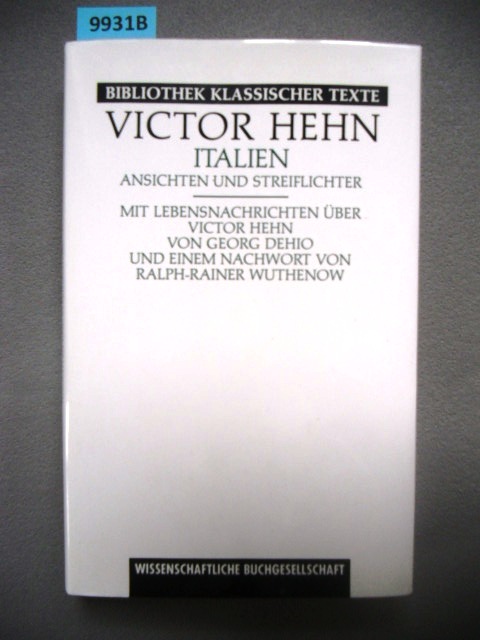 9931B
BIBLIOTHEK KLASSISCHER TEXTE
VICTOR HEHN
ITALIEN
ANSICHTEN UND STREIFLICHTER
MIT LEBENSNACHRICHTEN ÜBER
VICTOR HEHN
VON GEORG DEHIO
UND EINEM NACHWORT VON
RALPH-RAINER WUTHENOW
WISSENSCHAFTLICHE BUCHGESELLSCHAFT